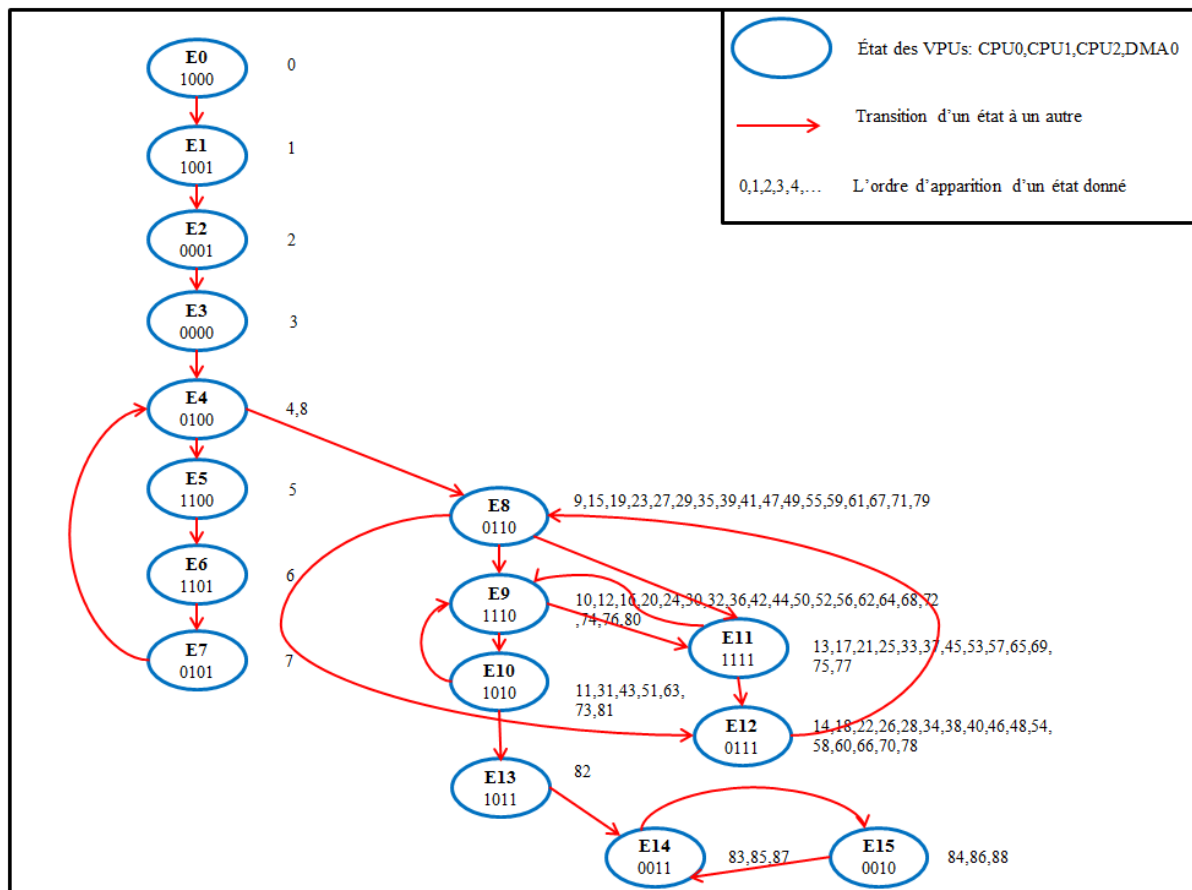 État des VPUs: CPU0,CPU1,CPU2,DMA0
Transition d'un état à un autre
0,1,2,3,4,… L'ordre d'apparition d'un état donné
E0
1000
0
E1
1001
1
E2
0001
2
E3
0000
3
E4
0100
4,8
E5
1100
5
E6
1101
6
E7
0101
7
E8
0110
9,15,19,23,27,29,35,39,41,47,49,55,59,61,67,71,79
E9
1110
10,12,16,20,24,30,32,36,42,44,50,52,56,62,64,68,72
,74,76,80
E10
1010
11,31,43,51,63,
73,81
E11
1111
13,17,21,25,33,37,45,53,57,65,69,
75,77
E12
0111
14,18,22,26,28,34,38,40,46,48,54,
58,60,66,70,78
E13
1011
82
E14
0011
83,85,87
E15
0010
84,86,88